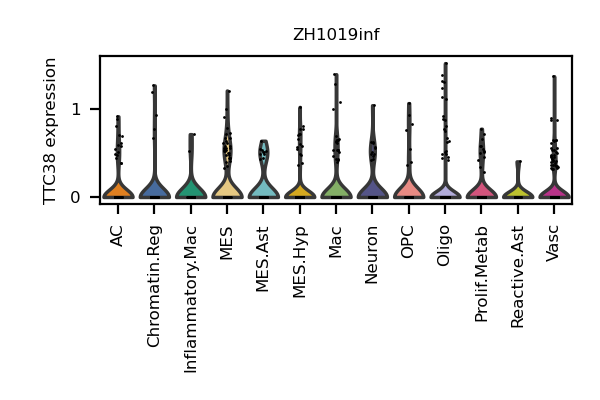 ZH1019inf
TTC38 expression
1
0
AC
Chromatin.Reg
Inflammatory.Mac
MES
MES.Ast
MES.Hyp
Mac
Neuron
OPC
Oligo
Prolif.Metab
Reactive.Ast
Vasc